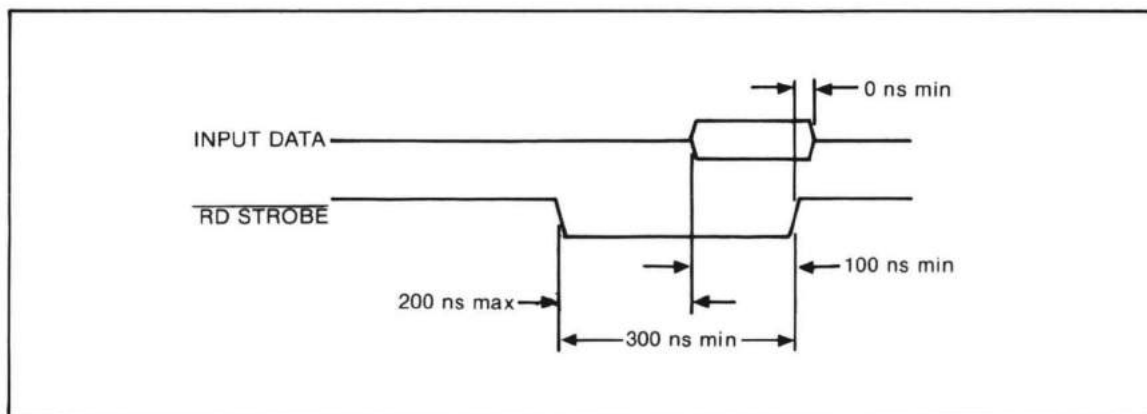 0 ns min
INPUT DATA
RD STROBE
100 ns min
200 ns max
300 ns min